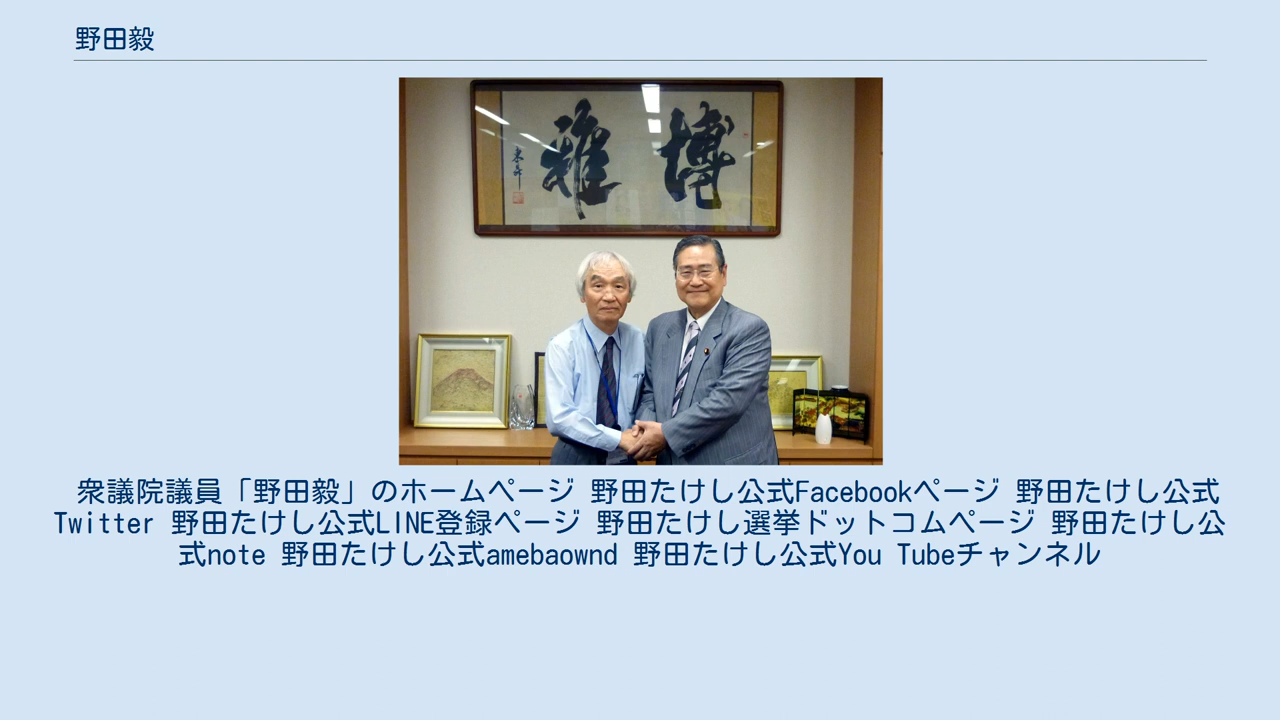 野田毅
雅博
衆議院議員「野田毅」のホームページ 野田たけし公式Facebookページ 野田たけし公式
Twitter 野田たけし公式LINE登録ページ 野田たけし選挙ドットコムページ 野田たけし公
式note 野田たけし公式amebaownd 野田たけし公式You Tubeチャンネル